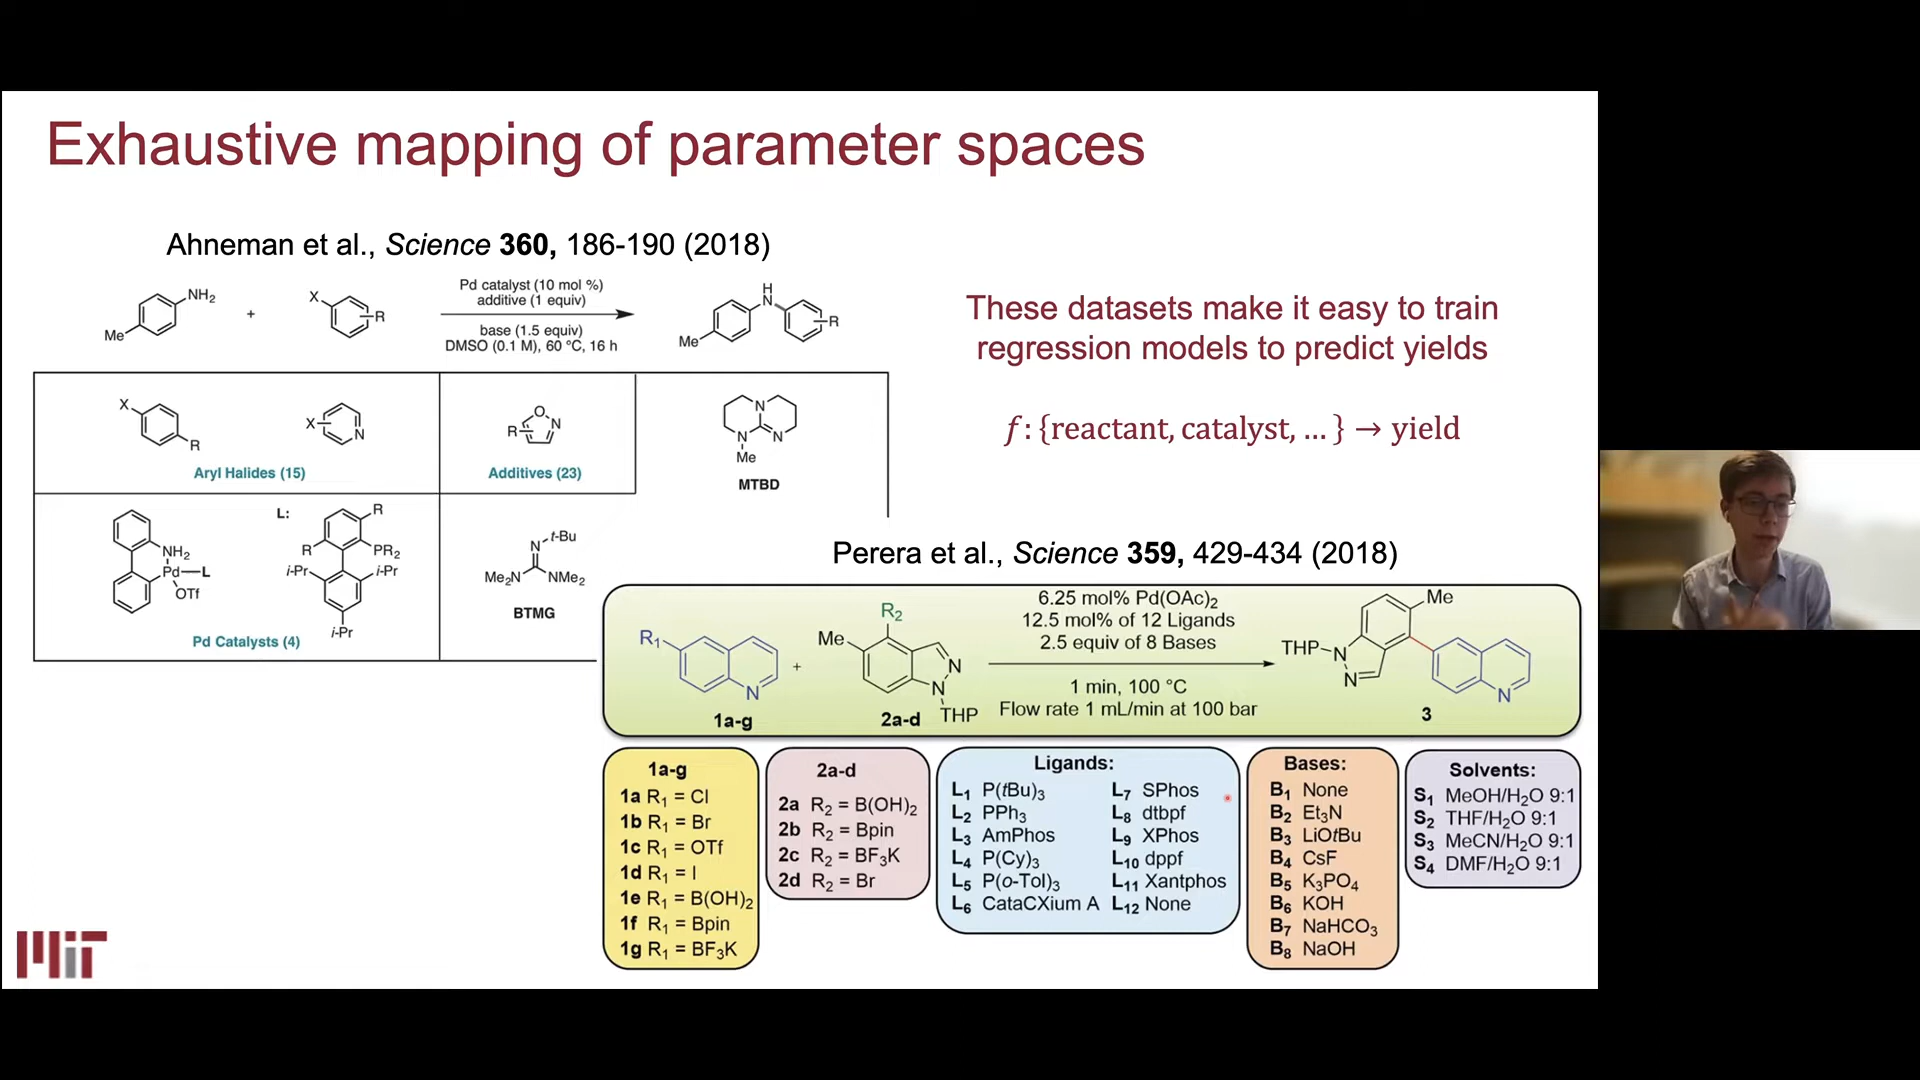 Exhaustive mapping of parameter spaces
Ahneman et al., Science 360, 186-190 (2018)
NH₂
Me
+
X
R
Pd catalyst (10 mol %)
additive (1 equiv)
base (1.5 equiv)
DMSO (0.1 M), 60 °C, 16 h
H
N
Me
R
X
R
X
N
Aryl Halides (15)
R
O
N
Additives (23)
N
N
N
Me
MTBD
NH₂
Pd
L
OTf
L:
R
R
PR₂
i-Pr
i-Pr
i-Pr
Pd Catalysts (4)
N
t-Bu
Me₂N
NMe₂
BTMG
These datasets make it easy to train
regression models to predict yields
f: {reactant, catalyst, … } → yield
Perera et al., Science 359, 429-434 (2018)
R₁
N
1a-g
+
R₂
Me
N
N
THP
2a-d
6.25 mol% Pd(OAc)₂
12.5 mol% of 12 Ligands
2.5 equiv of 8 Bases
1 min, 100 °C
Flow rate 1 mL/min at 100 bar
Me
THP
N
N
N
3
1a-g
1a R₁ = Cl
1b R₁ = Br
1c R₁ = OTf
1d R₁ = I
1e R₁ = B(OH)₂
1f R₁ = Bpin
1g R₁ = BF₃K
2a-d
2a R₂ = B(OH)₂
2b R₂ = Bpin
2c R₂ = BF₃K
2d R₂ = Br
Ligands:
L₁ P(tBu)₃
L₂ PPh₃
L₃ AmPhos
L₄ P(Cy)₃
L₅ P(o-Tol)₃
L₆ CataCXium A
L₇ SPhos
L₈ dtbpf
L₉ XPhos
L₁₀ dppf
L₁₁ Xantphos
L₁₂ None
Bases:
B₁ None
B₂ Et₃N
B₃ LiOtBu
B₄ CsF
B₅ K₃PO₄
B₆ KOH
B₇ NaHCO₃
B₈ NaOH
Solvents:
S₁ MeOH/H₂O 9:1
S₂ THF/H₂O 9:1
S₃ MeCN/H₂O 9:1
S₄ DMF/H₂O 9:1
MIT